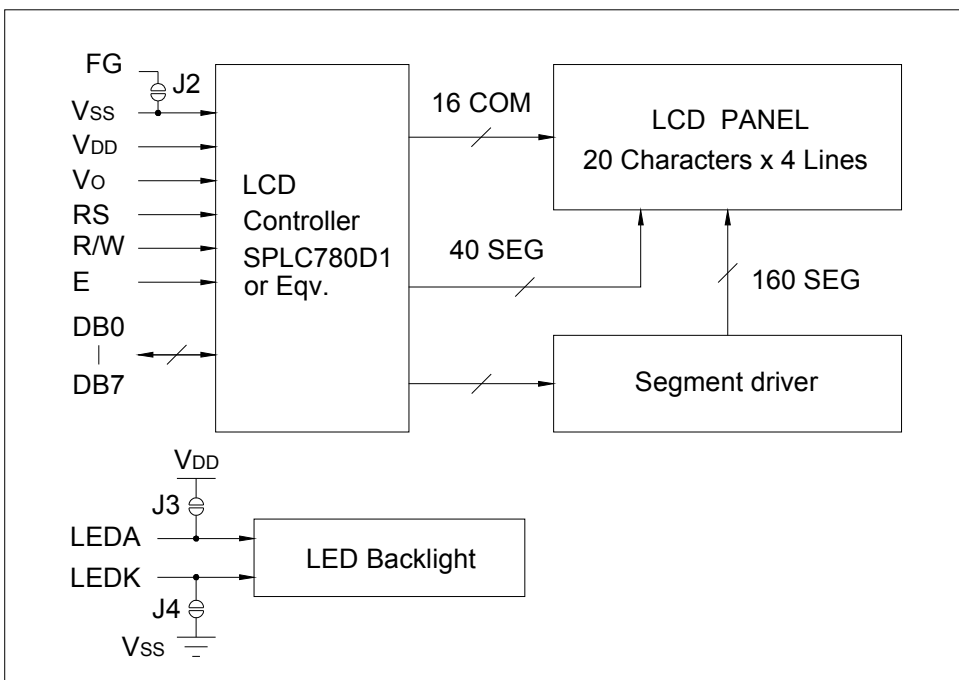 FG
J2
VSS
VDD
VO
RS
R/W
E
DB0
DB7
LCD
Controller
SPLC780D1
or Eqv.
16 COM
40 SEG
LCD PANEL
20 Characters x 4 Lines
160 SEG
Segment driver
VDD
J3
LEDA
LEDK
J4
VSS
LED Backlight